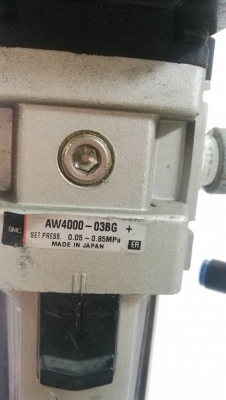 SMC
AW4000-03BG +
SET PRESS. 0.05-0.85MPa
MADE IN JAPAN ER